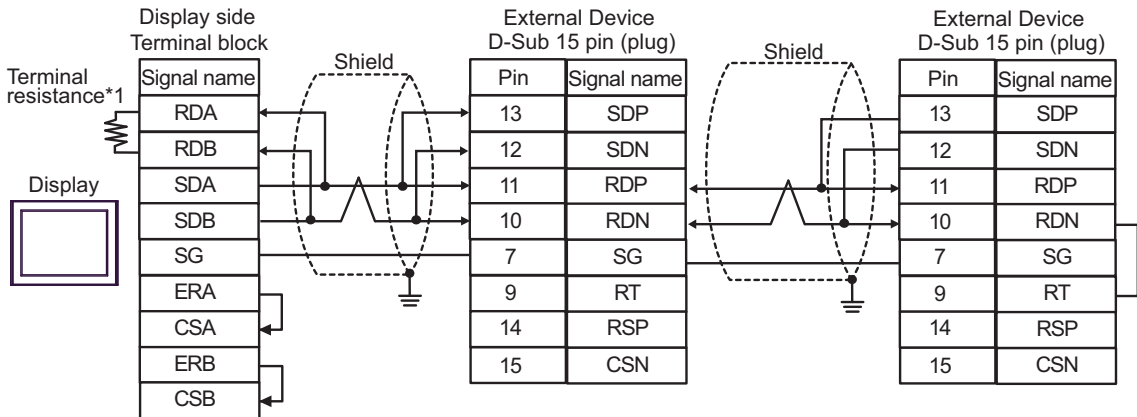 Display side
Terminal block
External Device
D-Sub 15 pin (plug)
External Device
D-Sub 15 pin (plug)
Terminal
resistance*1
Shield
Shield
Display
Signal name
RDA
RDB
SDA
SDB
SG
ERA
CSA
ERB
CSB
Pin Signal name
13 SDP
12 SDN
11 RDP
10 RDN
7 SG
9 RT
14 RSP
15 CSN
Pin Signal name
13 SDP
12 SDN
11 RDP
10 RDN
7 SG
9 RT
14 RSP
15 CSN